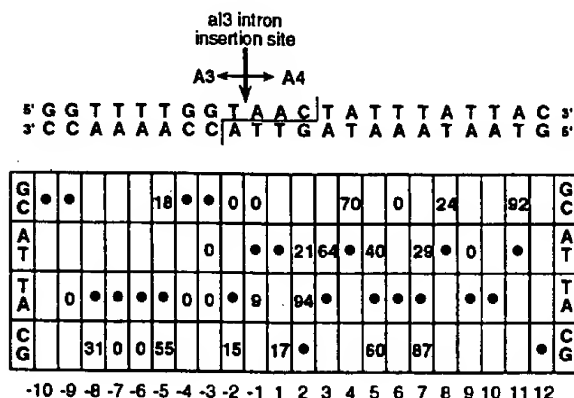 aI3 intron
insertion site
A3 A4
5' G G T T T T G G T A A C T A T T T A T T A C 3'
3' C C A A A A C C A T T G A T A A A T A A T G 5'
G C ● ● 18 ● ● 0 0 70 0 24 92 G C
A T 0 ● ● 21 64 ● 40 29 ● 0 ● A T
T A 0 ● ● ● ● 0 0 ● 9 94 ● ● ● ● ● ● T A
C G 31 0 0 55 15 17 ● 60 87 ● C G
-10 -9 -8 -7 -6 -5 -4 -3 -2 -1 1 2 3 4 5 6 7 8 9 10 11 12